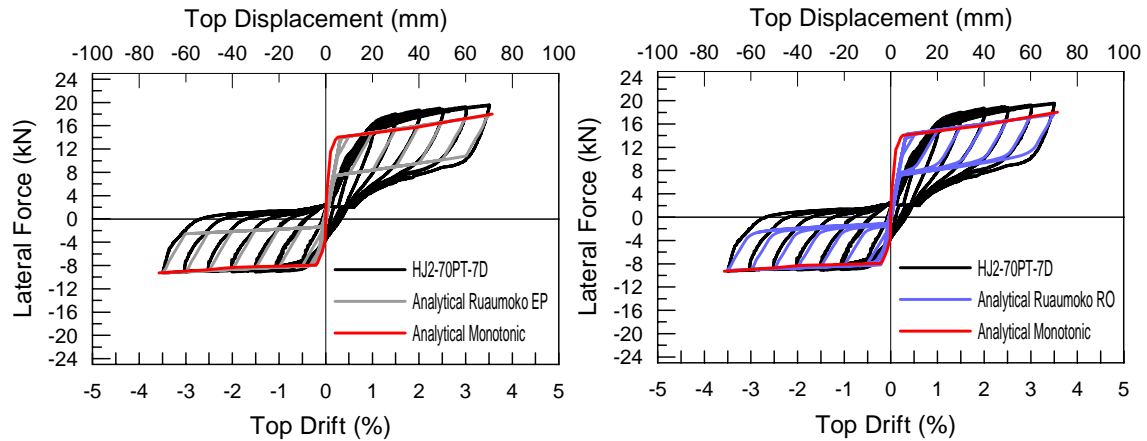 Top Displacement (mm)
-100 -80 -60 -40 -20 0 20 40 60 80 100
24
20
16
12
8
4
0
-4
-8
-12
-16
-20
-24
Lateral Force (kN)
HJ2-70PT-7D
Analytical Ruaumoko EP
Analytical Monotonic
-5 -4 -3 -2 -1 0 1 2 3 4 5
Top Drift (%)
Top Displacement (mm)
-100 -80 -60 -40 -20 0 20 40 60 80 100
24
20
16
12
8
4
0
-4
-8
-12
-16
-20
-24
Lateral Force (kN)
HJ2-70PT-7D
Analytical Ruaumoko RO
Analytical Monotonic
-5 -4 -3 -2 -1 0 1 2 3 4 5
Top Drift (%)